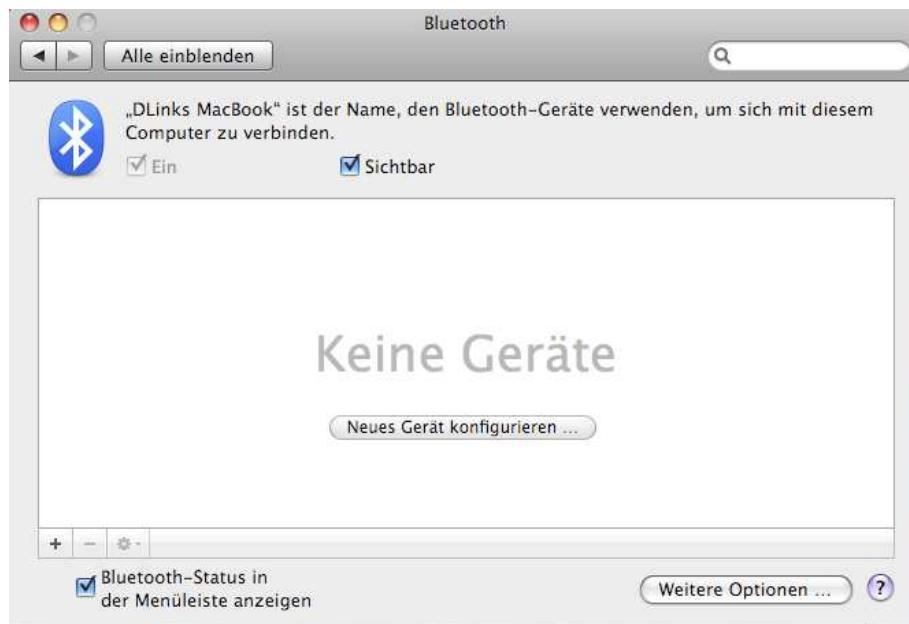 Bluetooth
Alle einblenden
„DLinks MacBook“ ist der Name, den Bluetooth-Geräte verwenden, um sich mit diesem
Computer zu verbinden.
Ein
Sichtbar
Keine Geräte
Neues Gerät konfigurieren ...
+ −
Bluetooth-Status in
der Menüleiste anzeigen
Weitere Optionen ...
?